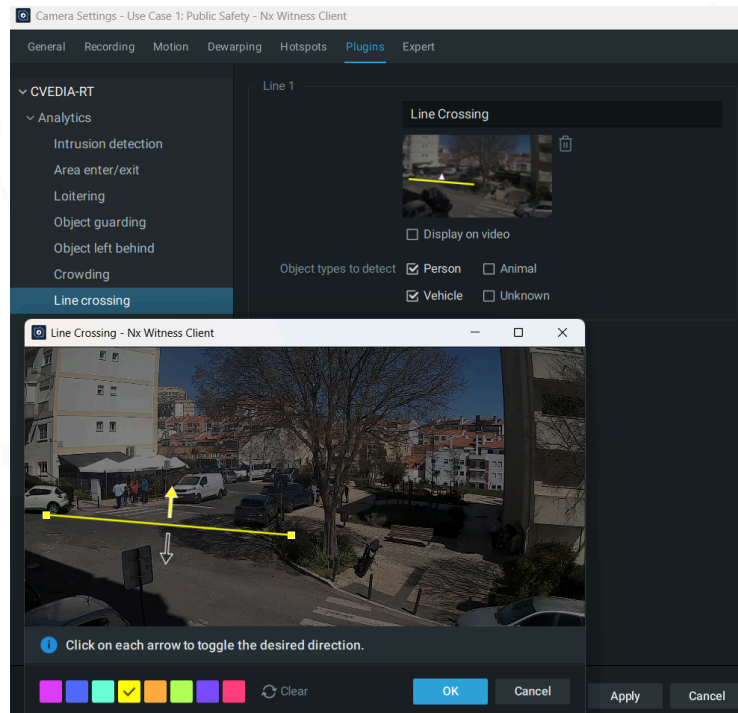 Camera Settings - Use Case 1: Public Safety - Nx Witness Client
General Recording Motion Dewarping Hotspots Plugins Expert
CVEDIA-RT
Analytics
Intrusion detection
Area enter/exit
Loitering
Object guarding
Object left behind
Crowding
Line crossing
Line 1
Line Crossing
Display on video
Object types to detect Person Animal
Vehicle Unknown
Line Crossing - Nx Witness Client
Click on each arrow to toggle the desired direction.
Clear OK Cancel
Apply Cancel